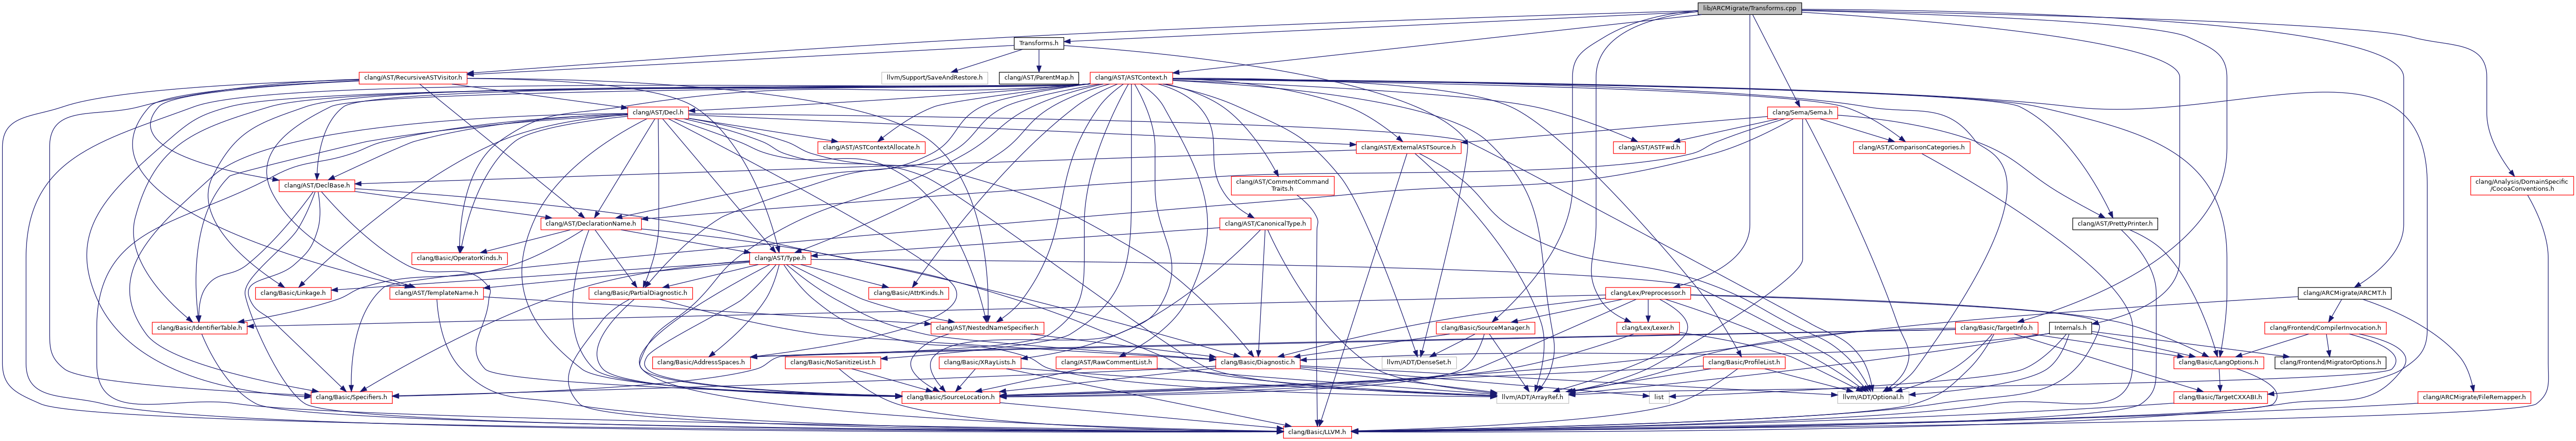 lib/ARCMigrate/Transforms.cpp
Transforms.h
clang/AST/RecursiveASTVisitor.h
llvm/Support/SaveAndRestore.h
clang/AST/ParentMap.h
clang/AST/ASTContext.h
clang/AST/Decl.h
clang/Sema/Sema.h
clang/AST/ASTContextAllocate.h
clang/AST/ExternalASTSource.h
clang/AST/ASTFwd.h
clang/AST/ComparisonCategories.h
clang/AST/DeclBase.h
clang/AST/CommentCommand
Traits.h
clang/Analysis/DomainSpecific
/CocoaConventions.h
clang/AST/DeclarationName.h
clang/AST/CanonicalType.h
clang/AST/PrettyPrinter.h
clang/Basic/OperatorKinds.h
clang/AST/Type.h
clang/Basic/Linkage.h
clang/AST/TemplateName.h
clang/Basic/PartialDiagnostic.h
clang/Basic/AttrKinds.h
clang/Lex/Preprocessor.h
clang/ARCMigrate/ARCMT.h
clang/Basic/IdentifierTable.h
clang/AST/NestedNameSpecifier.h
clang/Basic/SourceManager.h
clang/Lex/Lexer.h
clang/Basic/TargetInfo.h
Internals.h
clang/Frontend/CompilerInvocation.h
clang/Basic/AddressSpaces.h
clang/Basic/NoSanitizeList.h
clang/Basic/XRayLists.h
clang/AST/RawCommentList.h
clang/Basic/Diagnostic.h
llvm/ADT/DenseSet.h
clang/Basic/ProfileList.h
clang/Basic/LangOptions.h
clang/Frontend/MigratorOptions.h
clang/Basic/Specifiers.h
clang/Basic/SourceLocation.h
llvm/ADT/ArrayRef.h
list
llvm/ADT/Optional.h
clang/Basic/TargetCXXABI.h
clang/ARCMigrate/FileRemapper.h
clang/Basic/LLVM.h